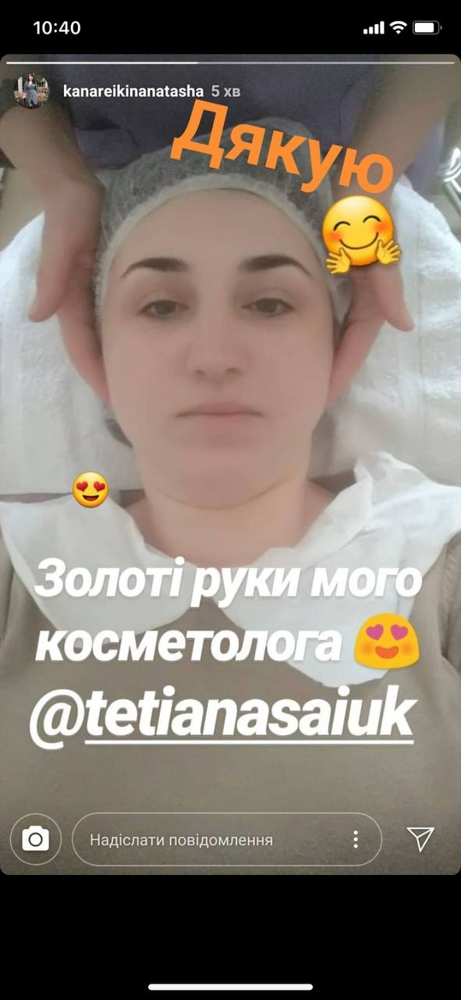 10:40
kanareikinanatasha 5 хв
Дякую
Золоті руки мого
косметолога
@tetianasaiuk
Надіслати повідомлення